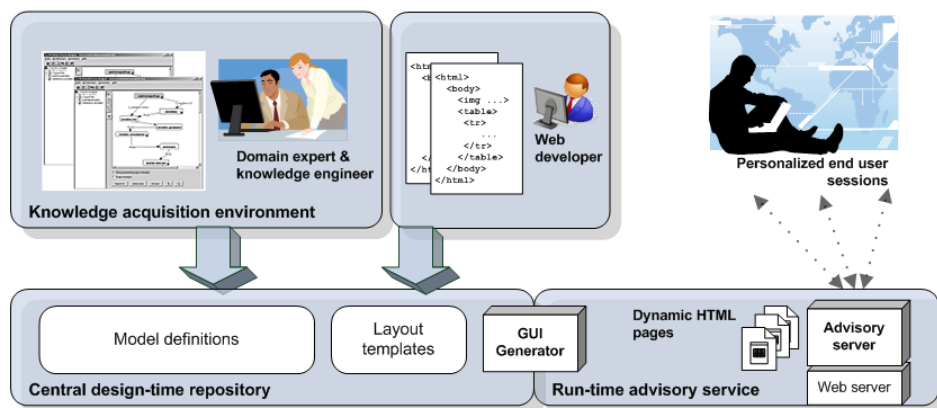 Domain expert &
knowledge engineer
Knowledge acquisition environment
<htm
<b
</
</h
<html>
<body>
<img ...>
<table>
<tr>
...
</tr>
</table>
</body>
</html>
Web
developer
Personalized end user
sessions
Model definitions
Layout
templates
GUI
Generator
Central design-time repository
Dynamic HTML
pages
Advisory
server
Web server
Run-time advisory service